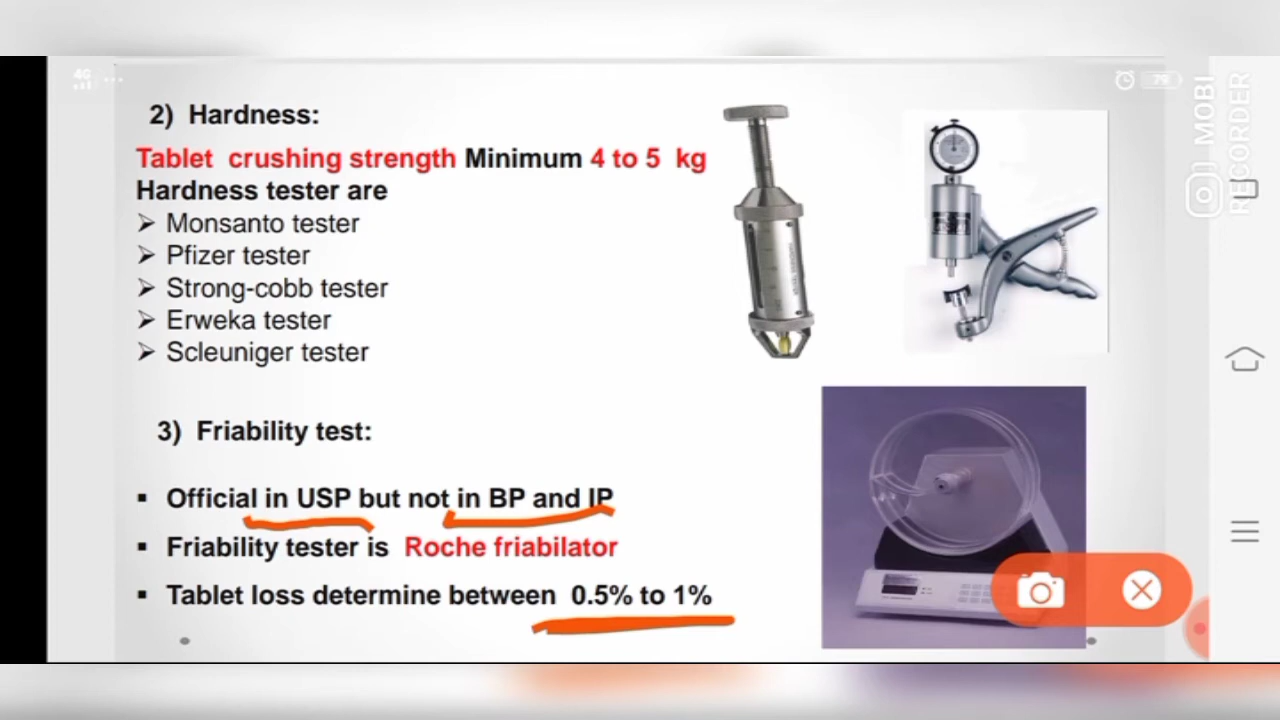 4G
79
MOBI
RECORDER
2) Hardness:
Tablet crushing strength Minimum 4 to 5 kg
Hardness tester are
➢ Monsanto tester
➢ Pfizer tester
➢ Strong-cobb tester
➢ Erweka tester
➢ Scleuniger tester
3) Friability test:
▪ Official in USP but not in BP and IP
▪ Friability tester is Roche friabilator
▪ Tablet loss determine between 0.5% to 1%